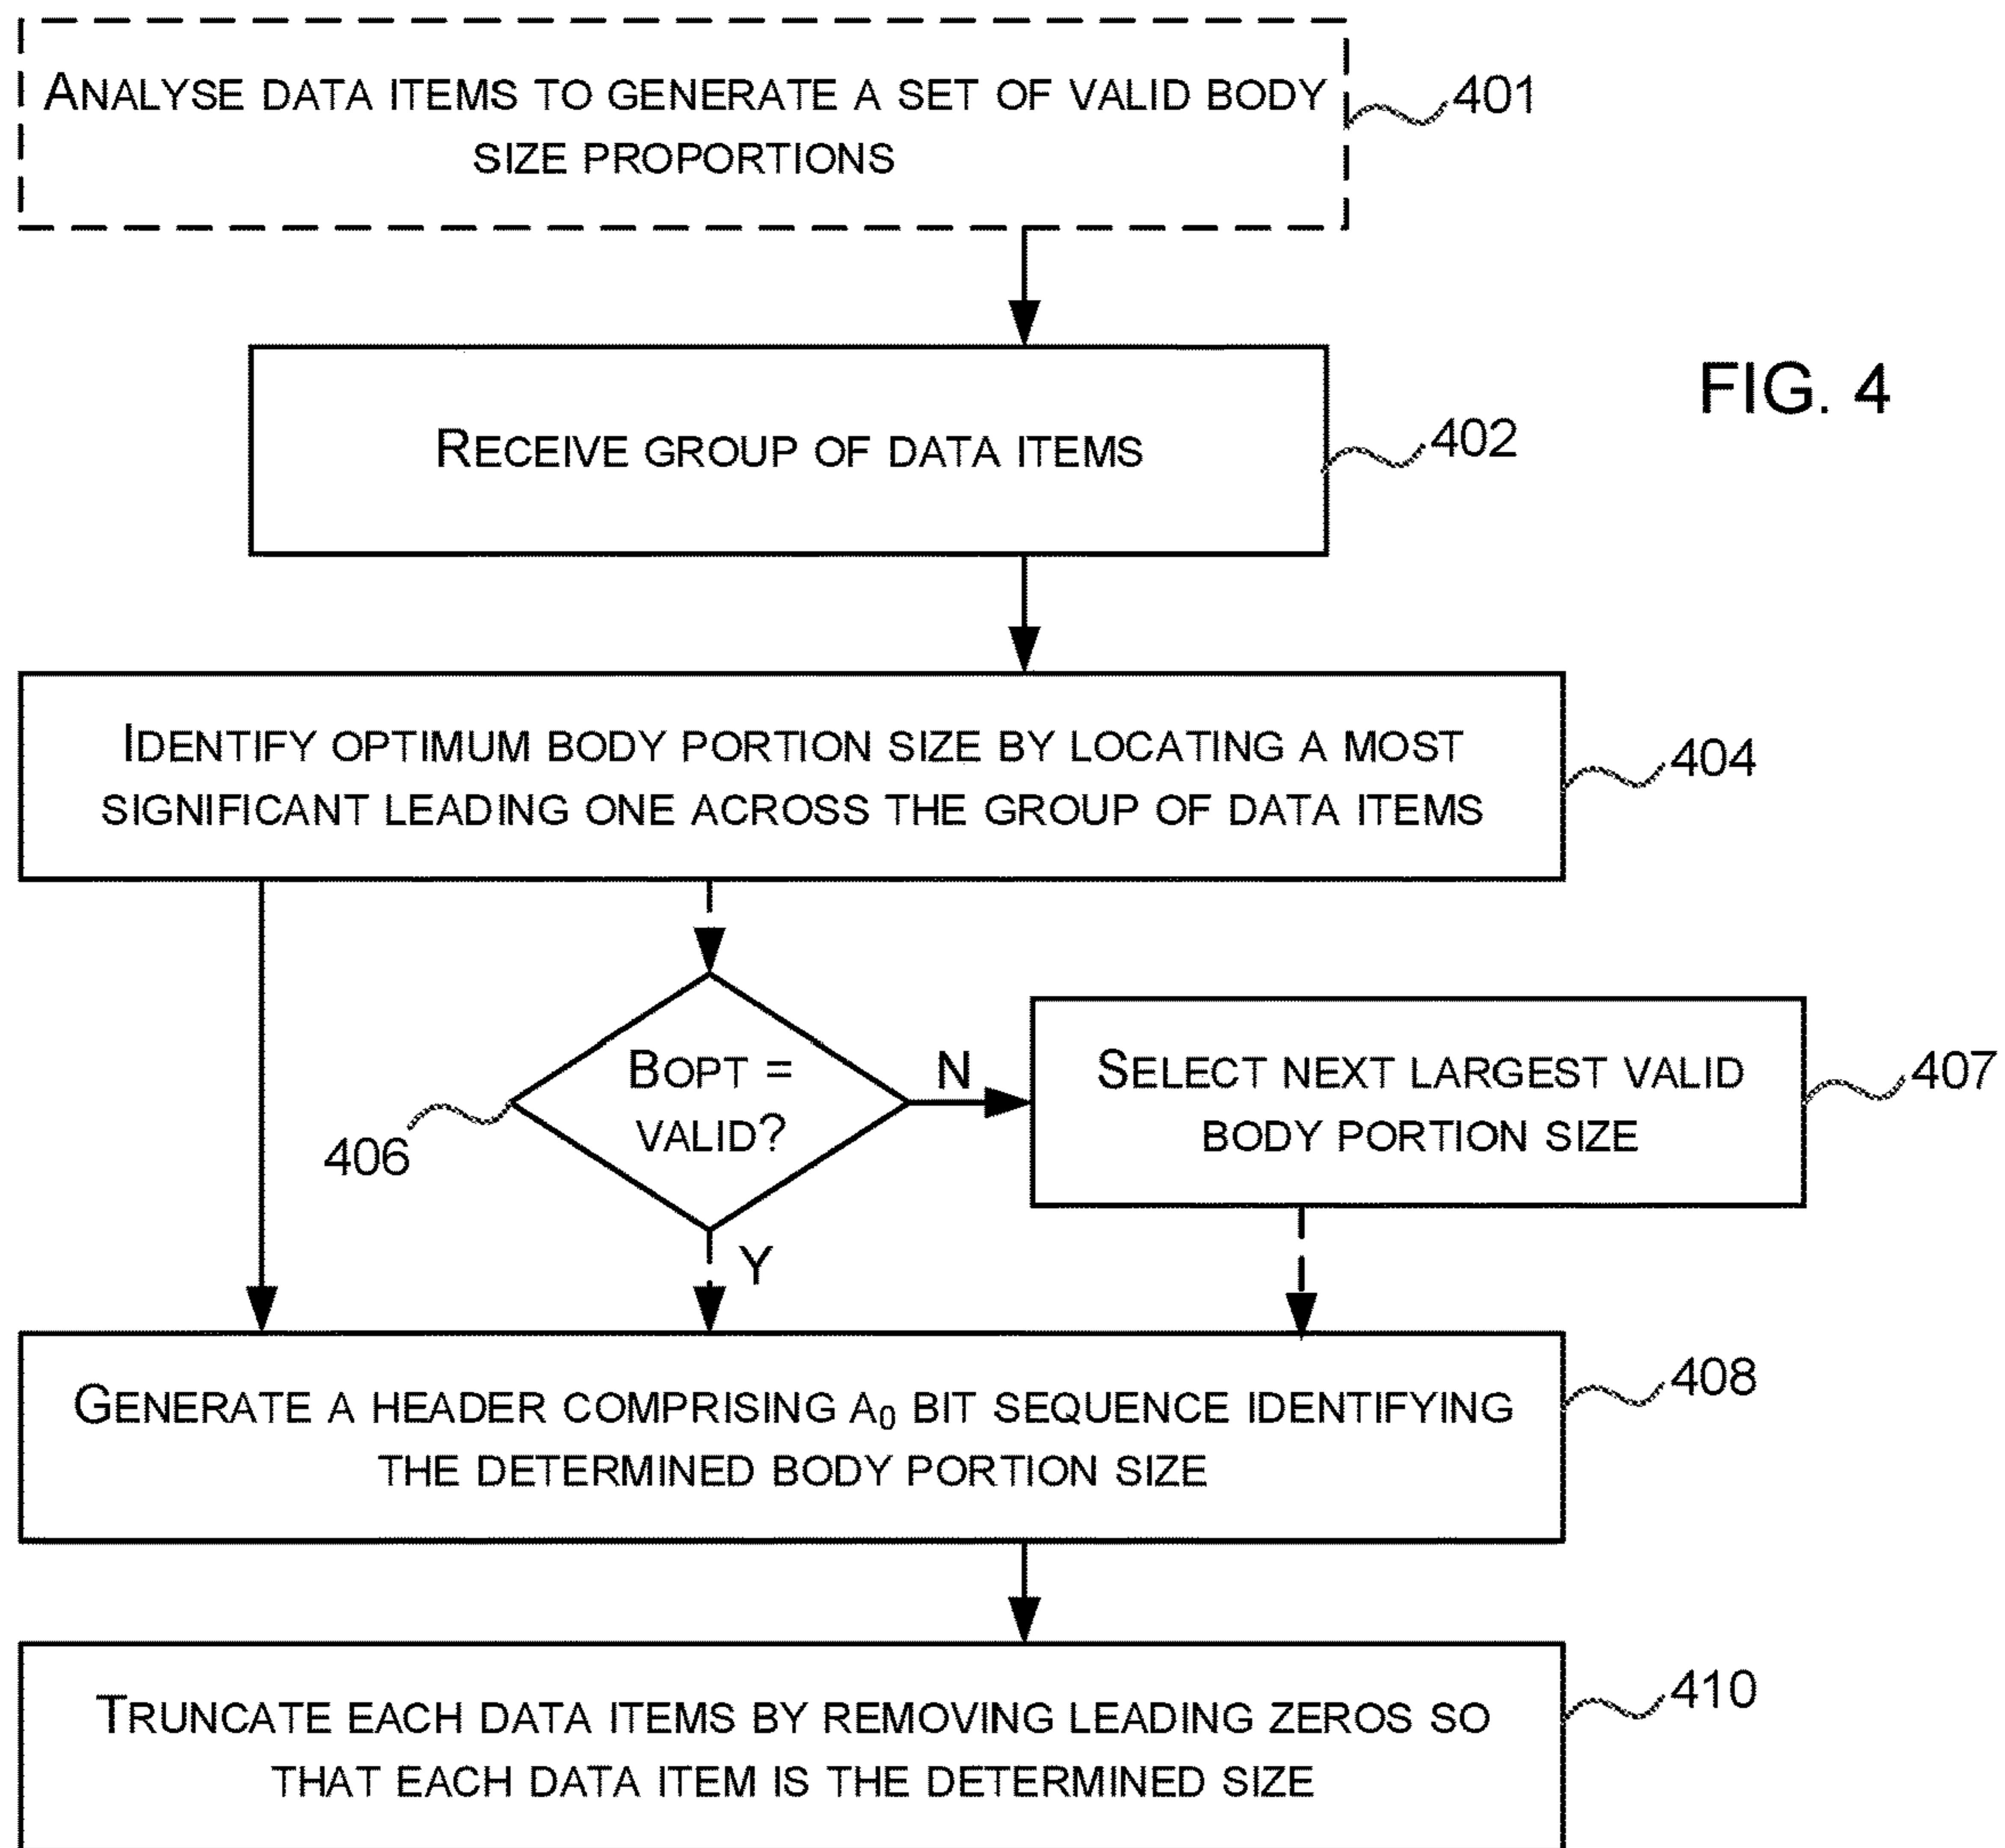 ANALYSE DATA ITEMS TO GENERATE A SET OF VALID BODY
SIZE PROPORTIONS
401
RECEIVE GROUP OF DATA ITEMS
402
FIG. 4
IDENTIFY OPTIMUM BODY PORTION SIZE BY LOCATING A MOST
SIGNIFICANT LEADING ONE ACROSS THE GROUP OF DATA ITEMS
404
BOPT =
VALID?
406
N
Y
SELECT NEXT LARGEST VALID
BODY PORTION SIZE
407
GENERATE A HEADER COMPRISING A₀ BIT SEQUENCE IDENTIFYING
THE DETERMINED BODY PORTION SIZE
408
TRUNCATE EACH DATA ITEMS BY REMOVING LEADING ZEROS SO
THAT EACH DATA ITEM IS THE DETERMINED SIZE
410